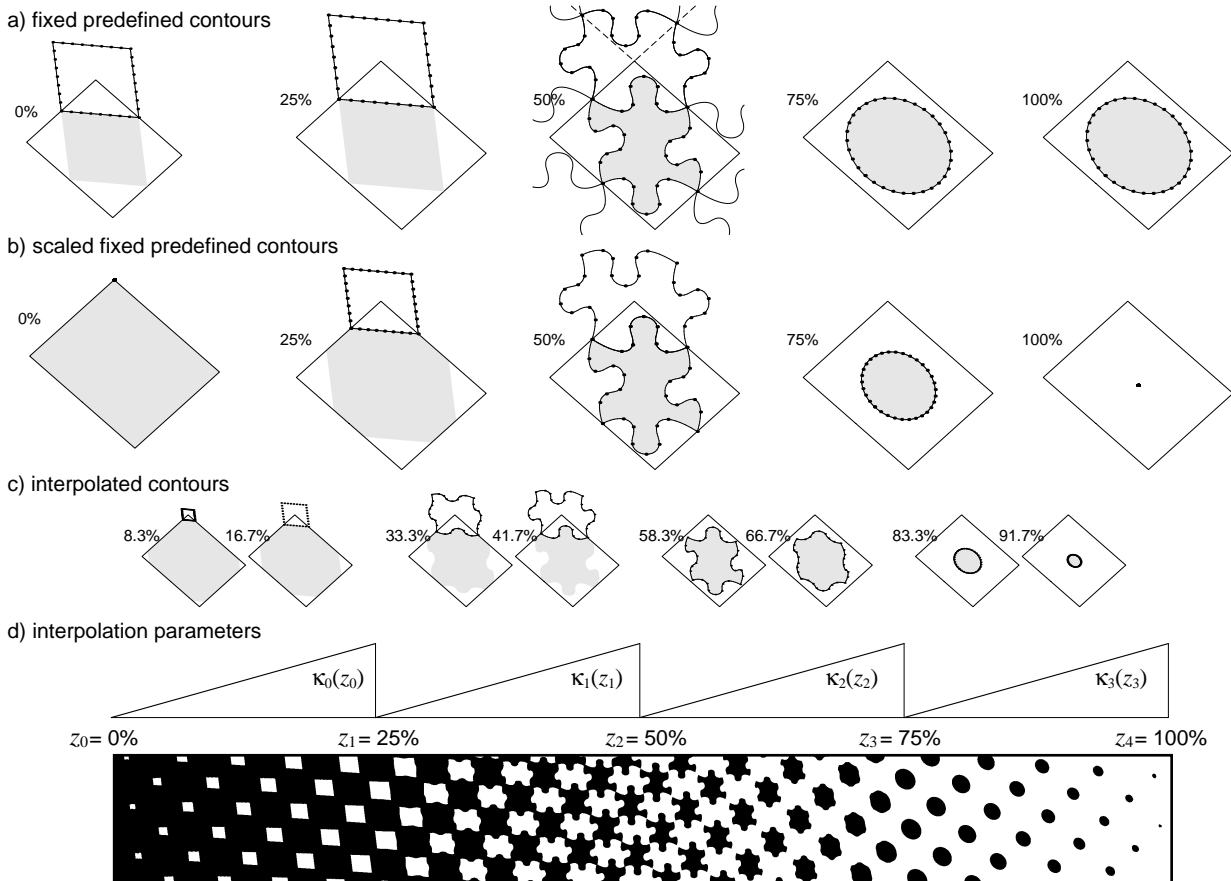 a) fixed predefined contours
0%
25%
50%
75%
100%
b) scaled fixed predefined contours
0%
25%
50%
75%
100%
c) interpolated contours
8.3%
16.7%
33.3%
41.7%
58.3%
66.7%
83.3%
91.7%
d) interpolation parameters
κ₀(z₀)
κ₁(z₁)
κ₂(z₂)
κ₃(z₃)
z₀= 0%
z₁= 25%
z₂= 50%
z₃= 75%
z₄= 100%